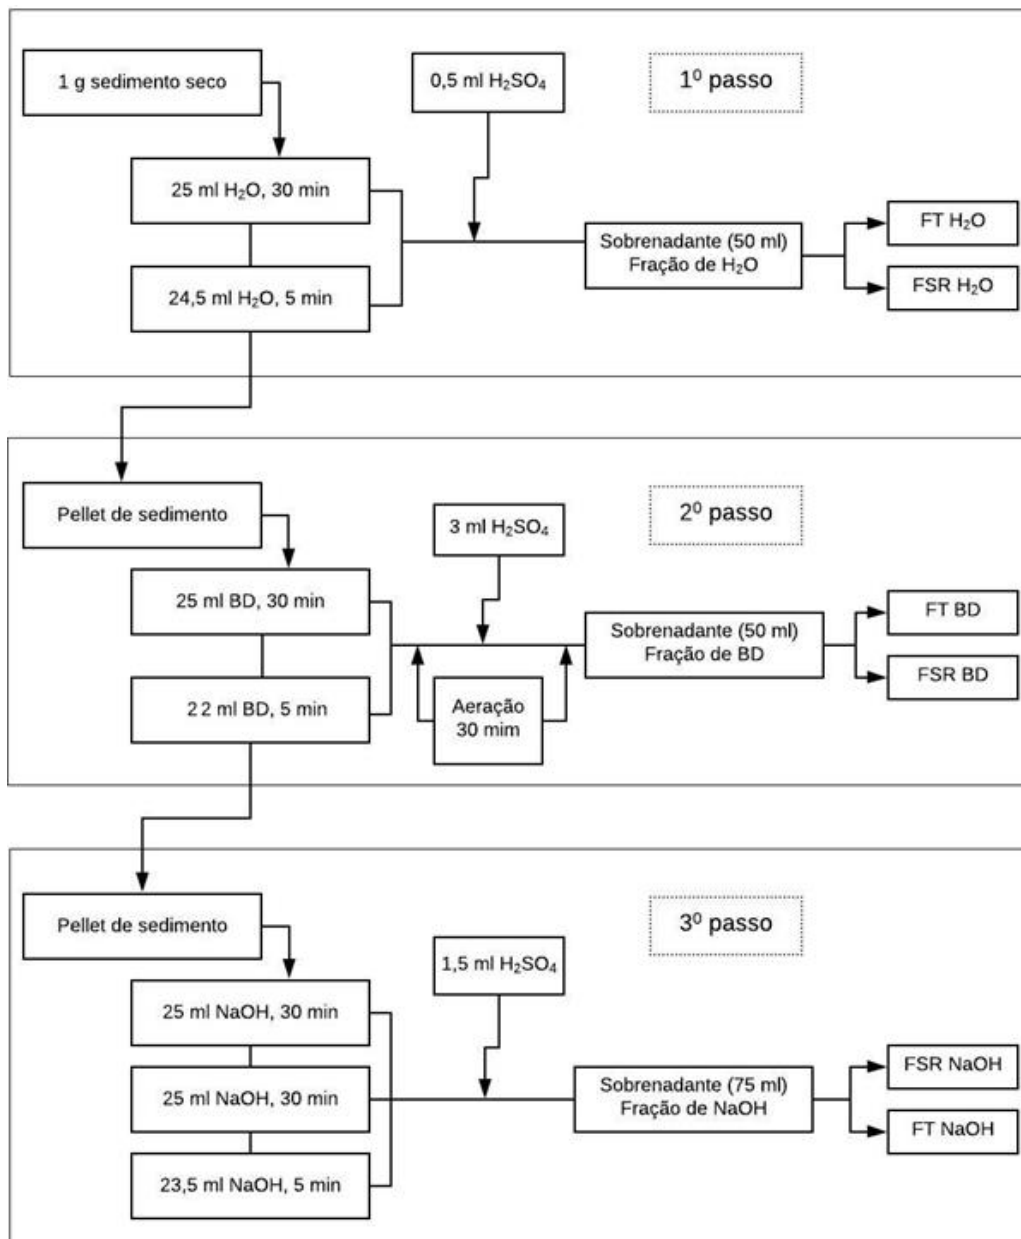 1 g sedimento seco
0,5 ml H₂SO₄
1⁰ passo
25 ml H₂O, 30 min
24,5 ml H₂O, 5 min
Sobrenadante (50 ml)
Fração de H₂O
FT H₂O
FSR H₂O
Pellet de sedimento
3 ml H₂SO₄
2⁰ passo
25 ml BD, 30 min
22 ml BD, 5 min
Aeração
30 mim
Sobrenadante (50 ml)
Fração de BD
FT BD
FSR BD
Pellet de sedimento
1,5 ml H₂SO₄
3⁰ passo
25 ml NaOH, 30 min
25 ml NaOH, 30 min
23,5 ml NaOH, 5 min
Sobrenadante (75 ml)
Fração de NaOH
FSR NaOH
FT NaOH